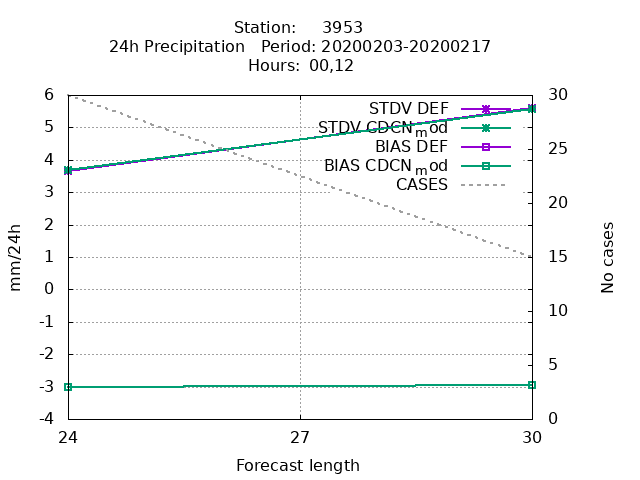 Station: 3953
24h Precipitation Period: 20200203-20200217
Hours: 00,12
6
5
4
3
2
1
0
-1
-2
-3
-4
mm/24h
30
25
20
15
10
5
0
No cases
STDV DEF
STDV CDCN_mod
BIAS DEF
BIAS CDCN_mod
CASES
24
27
30
Forecast length